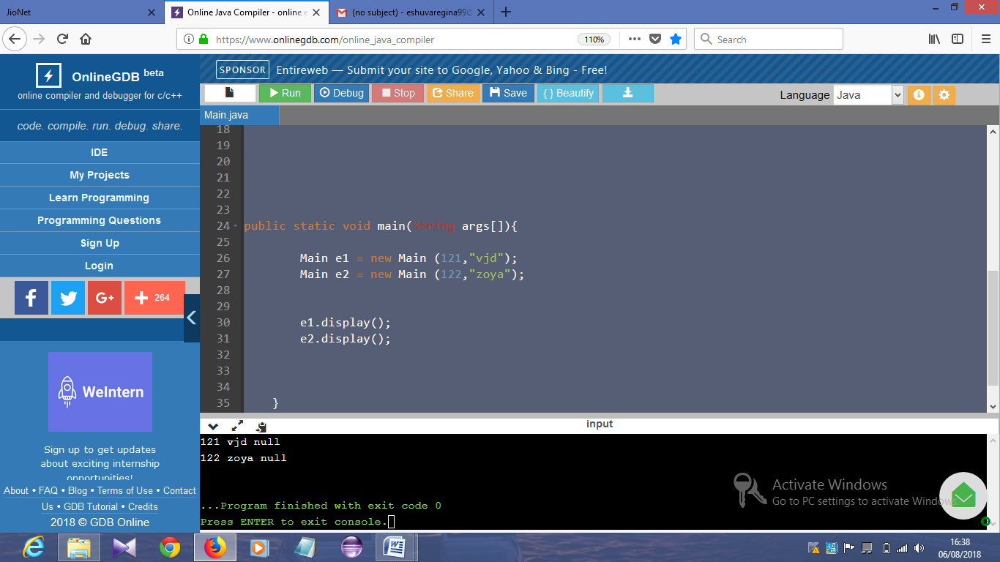 JioNet
Online Java Compiler - online e
(no subject) - eshuvaregina99@
https://www.onlinegdb.com/online_java_compiler
110%
Search
OnlineGDB beta
online compiler and debugger for c/c++
code. compile. run. debug. share.
IDE
My Projects
Learn Programming
Programming Questions
Sign Up
Login
264
WeIntern
Sign up to get updates
about exciting internship
opportunities!
About • FAQ • Blog • Terms of Use • Contact
Us • GDB Tutorial • Credits
2018 © GDB Online
SPONSOR Entireweb — Submit your site to Google, Yahoo & Bing - Free!
Run Debug Stop Share Save { } Beautify Language Java
Main.java
18
19
20
21
22
23
24 public static void main(String args[]){
25
26 Main e1 = new Main (121,"vjd");
27 Main e2 = new Main (122,"zoya");
28
29
30 e1.display();
31 e2.display();
32
33
34
35 }
input
121 vjd null
122 zoya null
...Program finished with exit code 0
Press ENTER to exit console.
Activate Windows
Go to PC settings to activate Windows.
16:38
06/08/2018